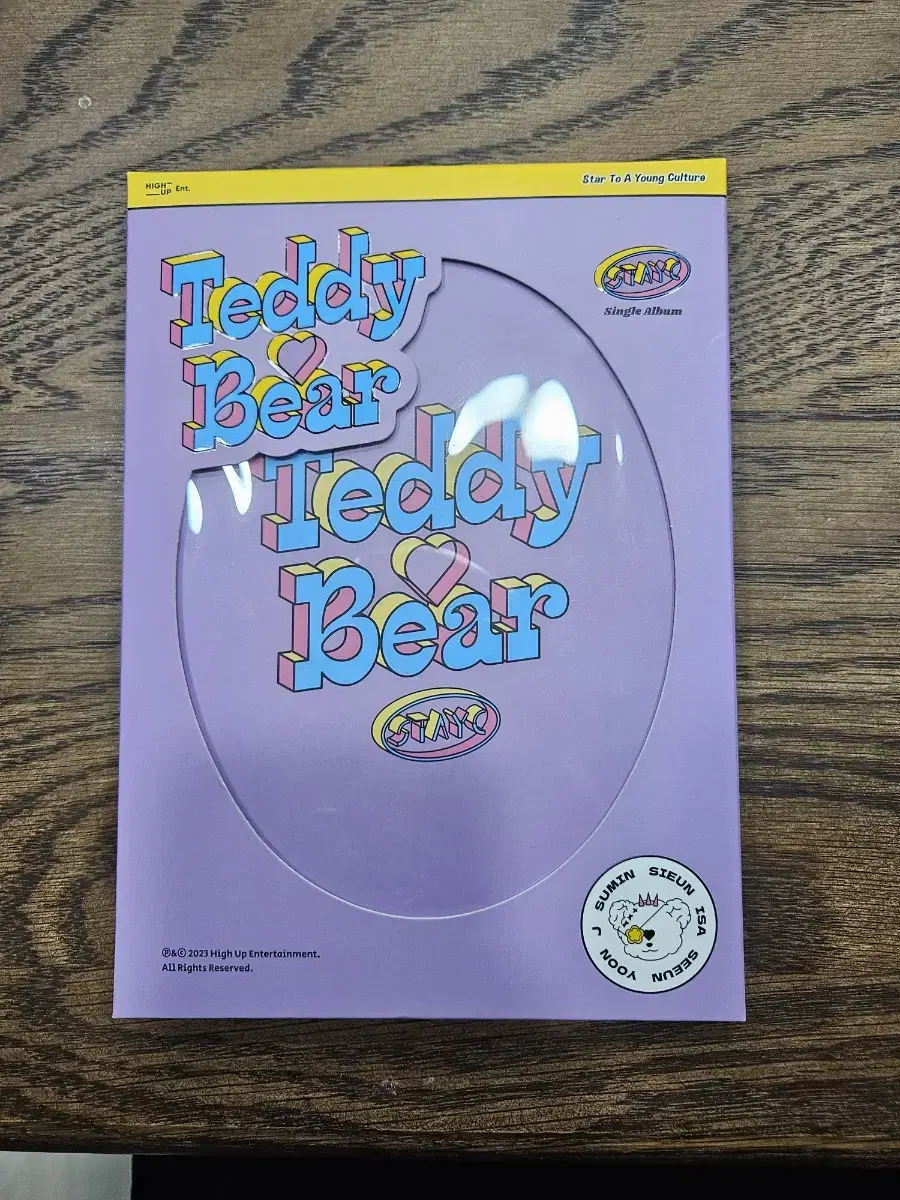 HIGH UP Ent.
Star To A Young Culture
Teddy
Bear
STAYC
Single Album
Teddy
Bear
STAYC
SUMIN SIEUN ISA SEEUN YOON J
℗&© 2023 High Up Entertainment.
All Rights Reserved.